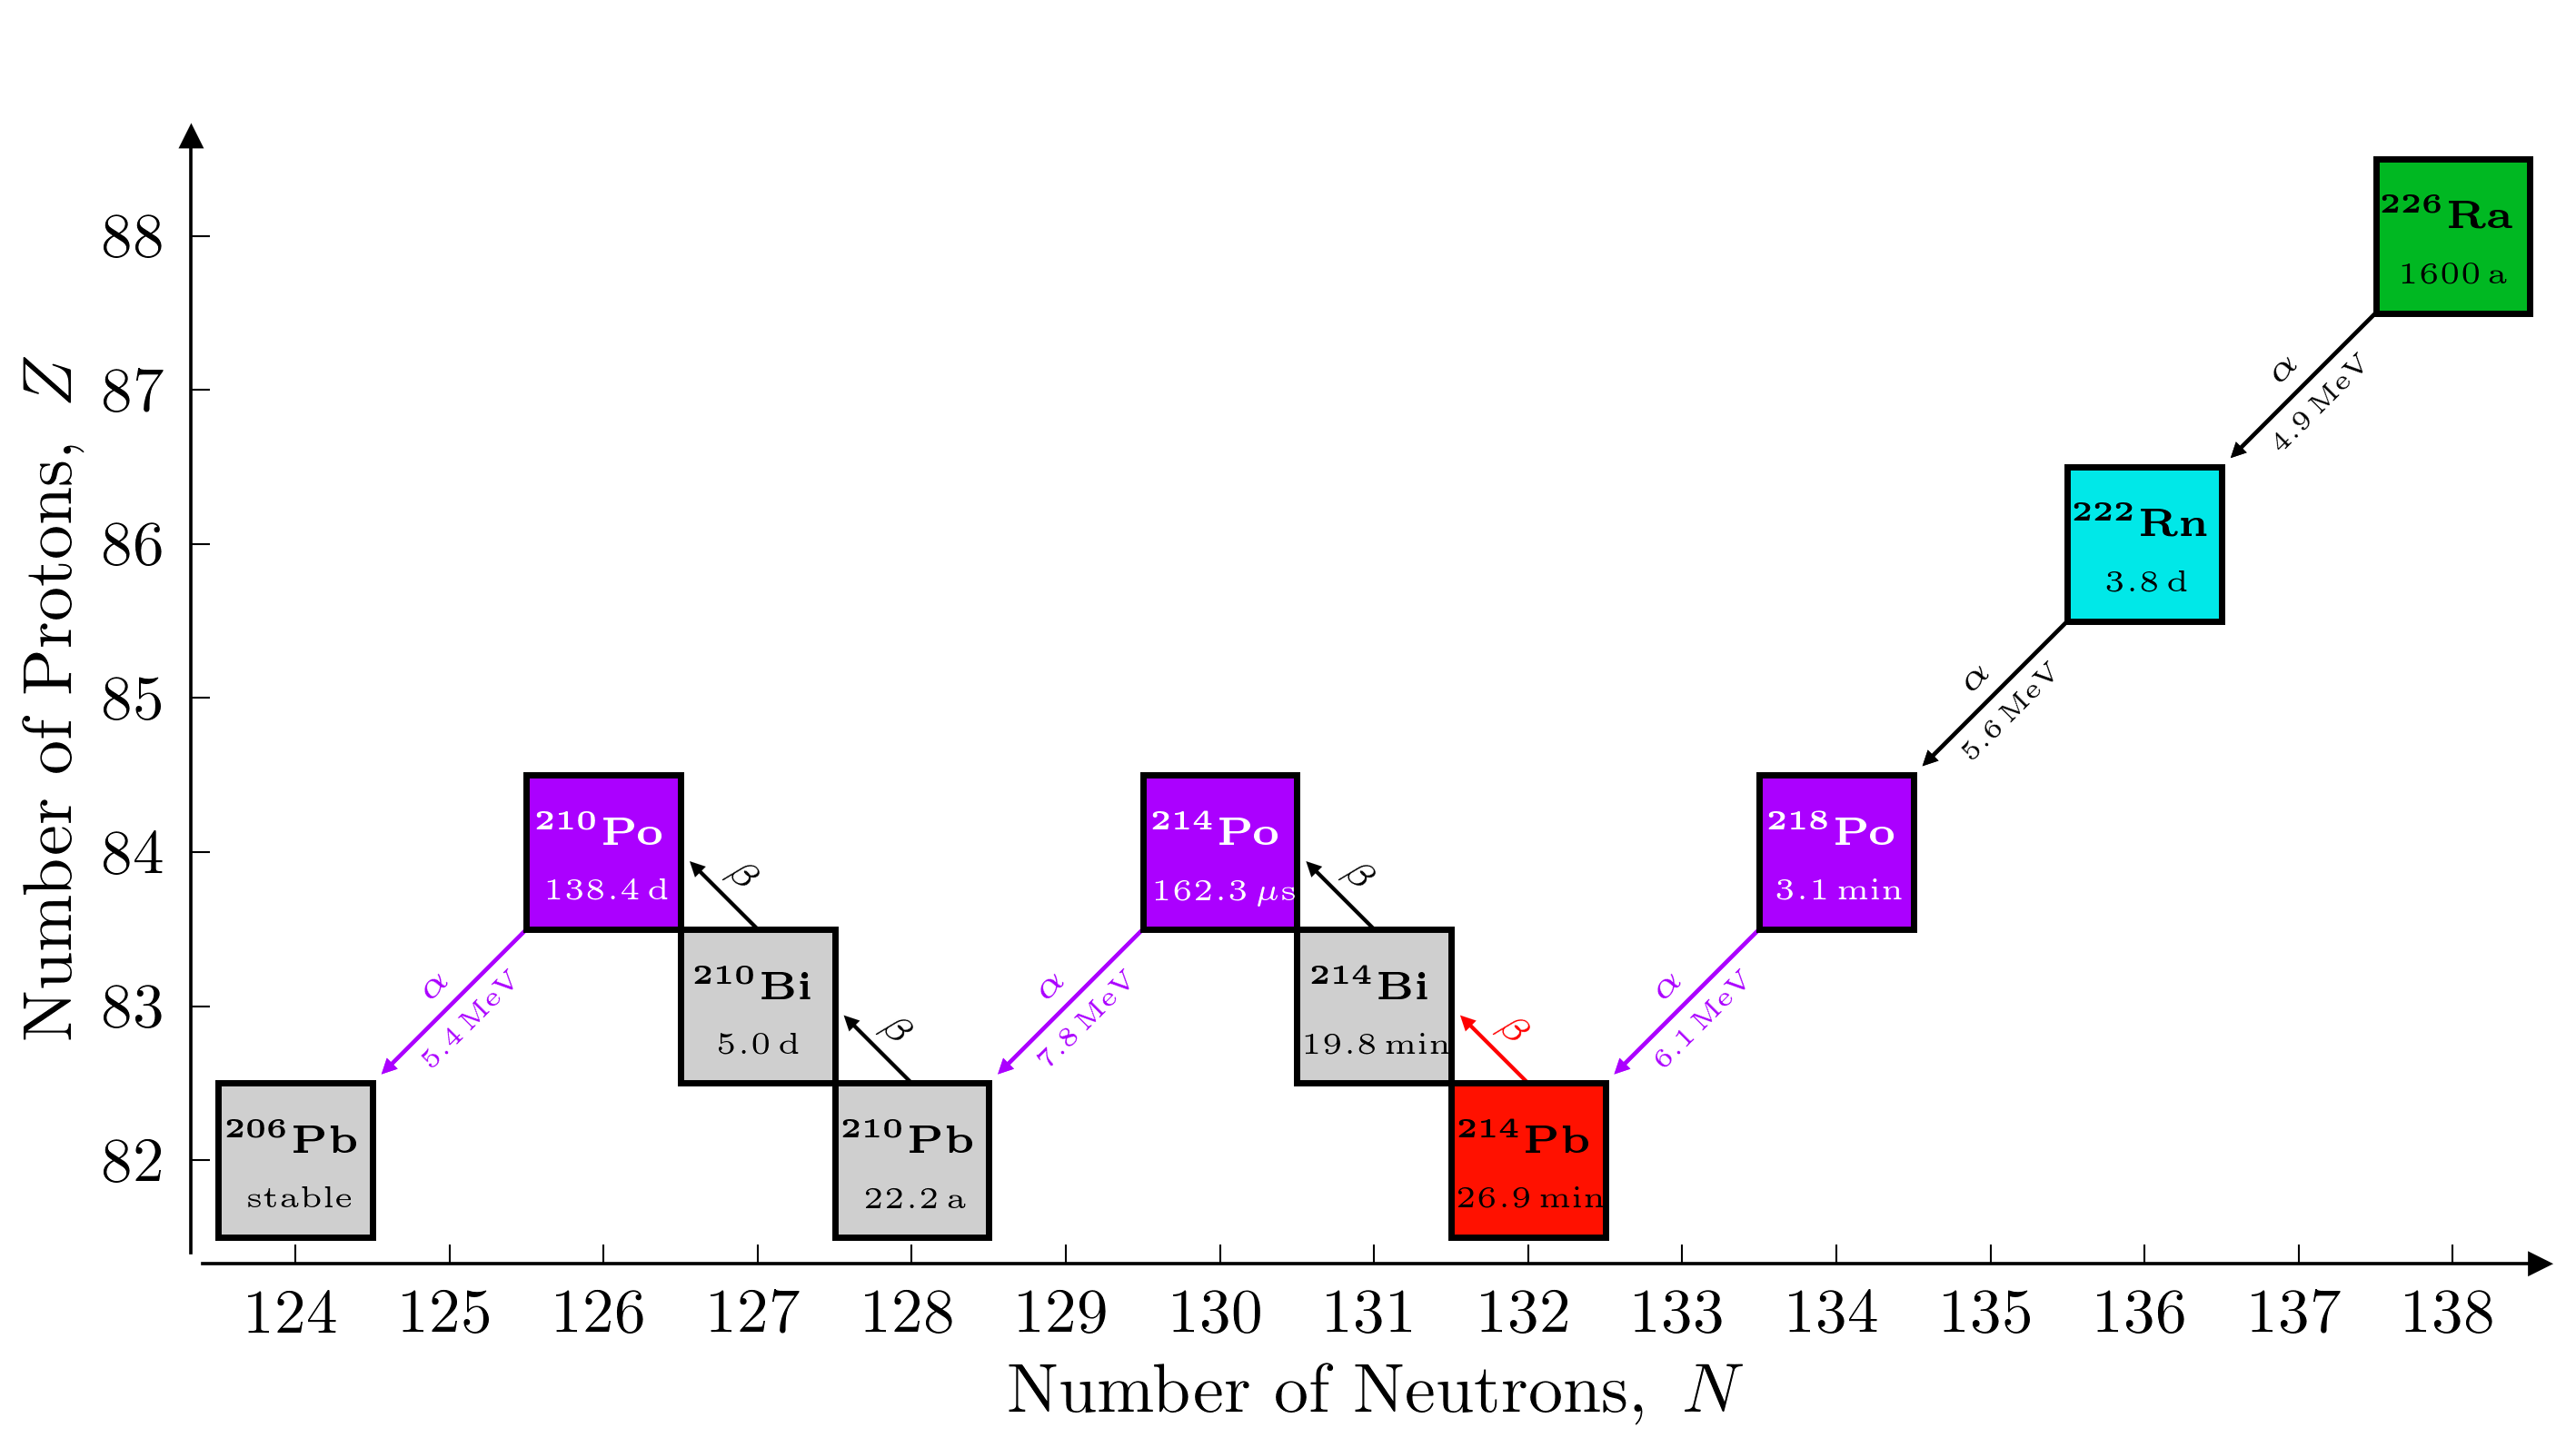 Number of Protons, Z
88
87
86
85
84
83
82
²²⁶Ra
1600 a
α
4.9 MeV
²²²Rn
3.8 d
α
5.6 MeV
²¹⁰Po
138.4 d
β
²¹⁴Po
162.3 μs
β
²¹⁸Po
3.1 min
α
5.4 MeV
²¹⁰Bi
5.0 d
β
α
7.8 MeV
²¹⁴Bi
19.8 min
β
α
6.1 MeV
²⁰⁶Pb
stable
²¹⁰Pb
22.2 a
²¹⁴Pb
26.9 min
124 125 126 127 128 129 130 131 132 133 134 135 136 137 138
Number of Neutrons, N